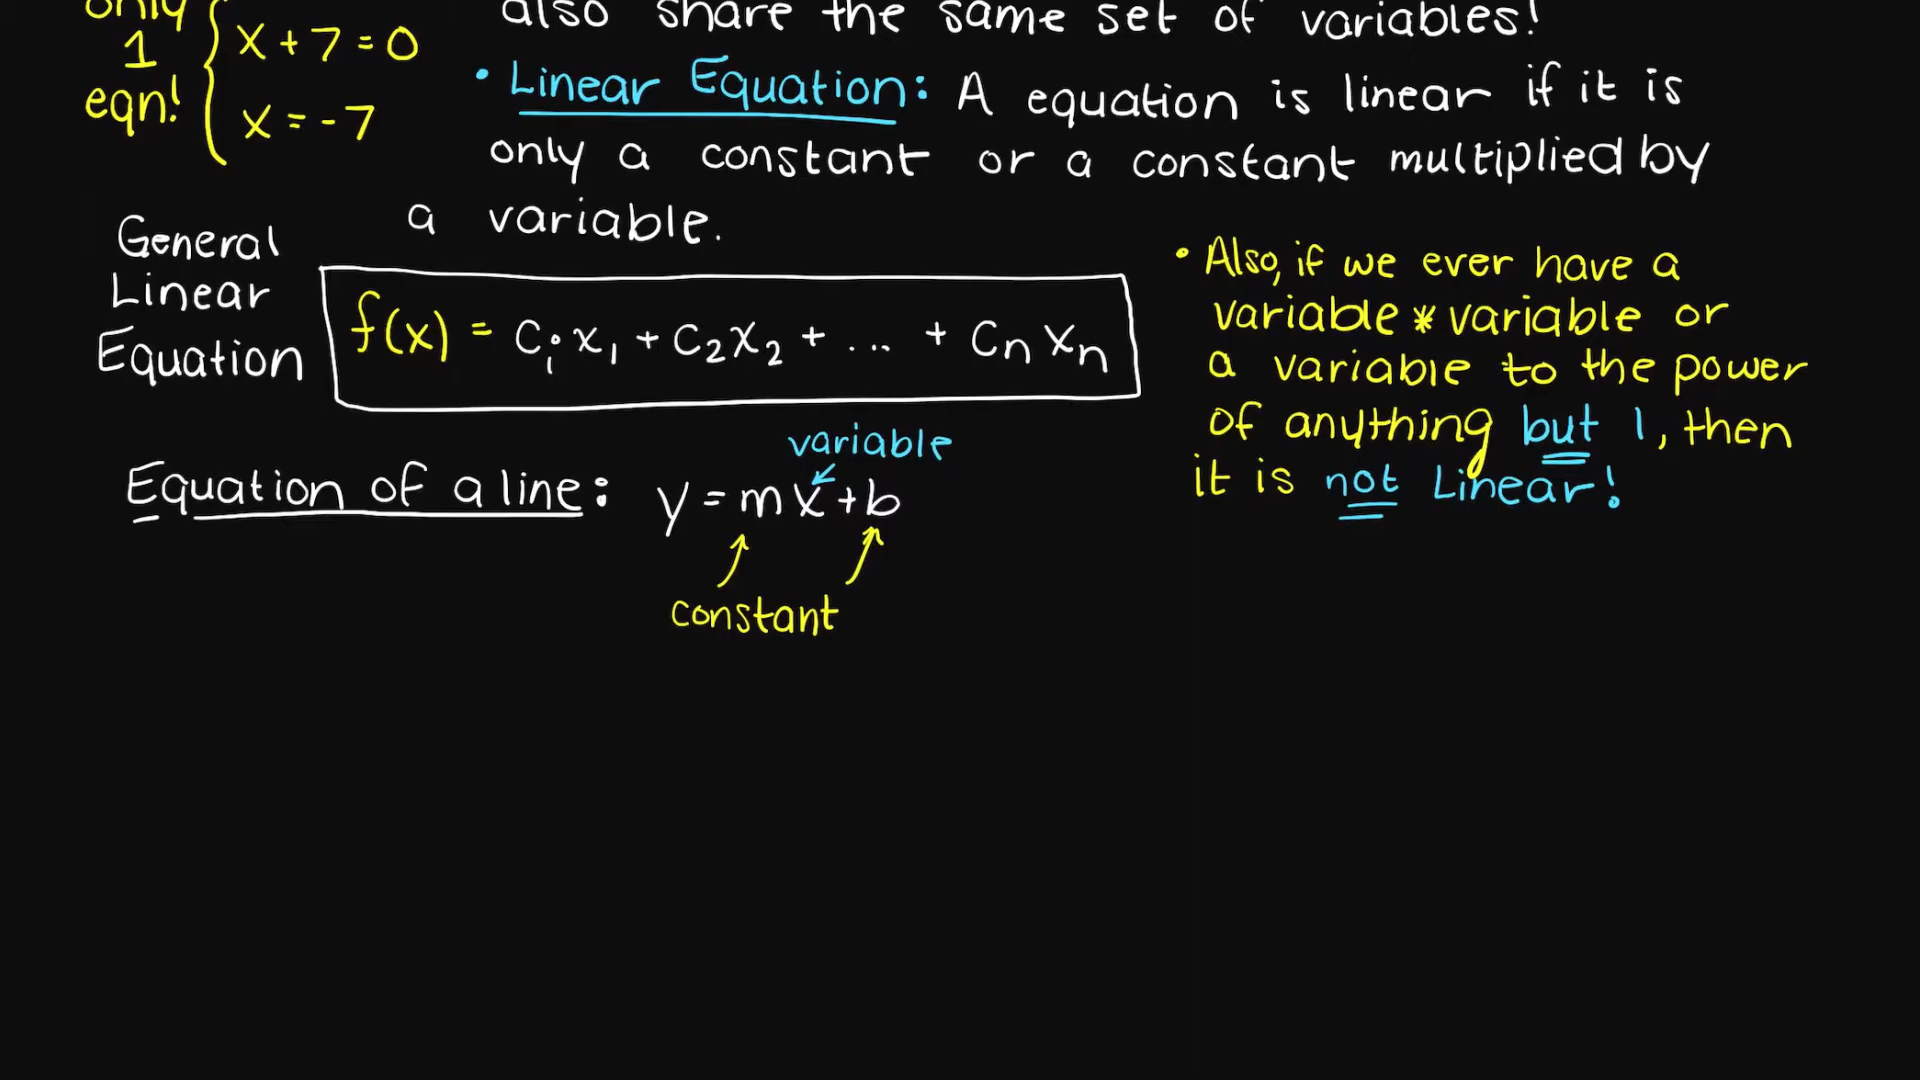 only
1
eqn!
x + 7 = 0
x = - 7
also share the same set of variables!
• Linear Equation: A equation is linear if it is
only a constant or a constant multiplied by
a variable.
General
Linear
Equation
f(x) = C₁x₁ + C₂x₂ + ... + Cₙxₙ
• Also, if we ever have a
variable * variable or
a variable to the power
of anything but 1, then
it is not Linear!
variable
Equation of a line: y = mx + b
constant